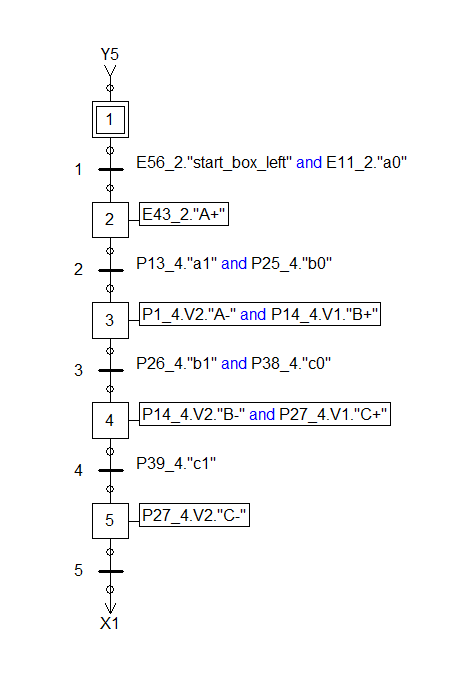 Y5
1
1 E56_2."start_box_left" and E11_2."a0"
2 E43_2."A+"
2 P13_4."a1" and P25_4."b0"
3 P1_4.V2."A-" and P14_4.V1."B+"
3 P26_4."b1" and P38_4."c0"
4 P14_4.V2."B-" and P27_4.V1."C+"
4 P39_4."c1"
5 P27_4.V2."C-"
5
X1